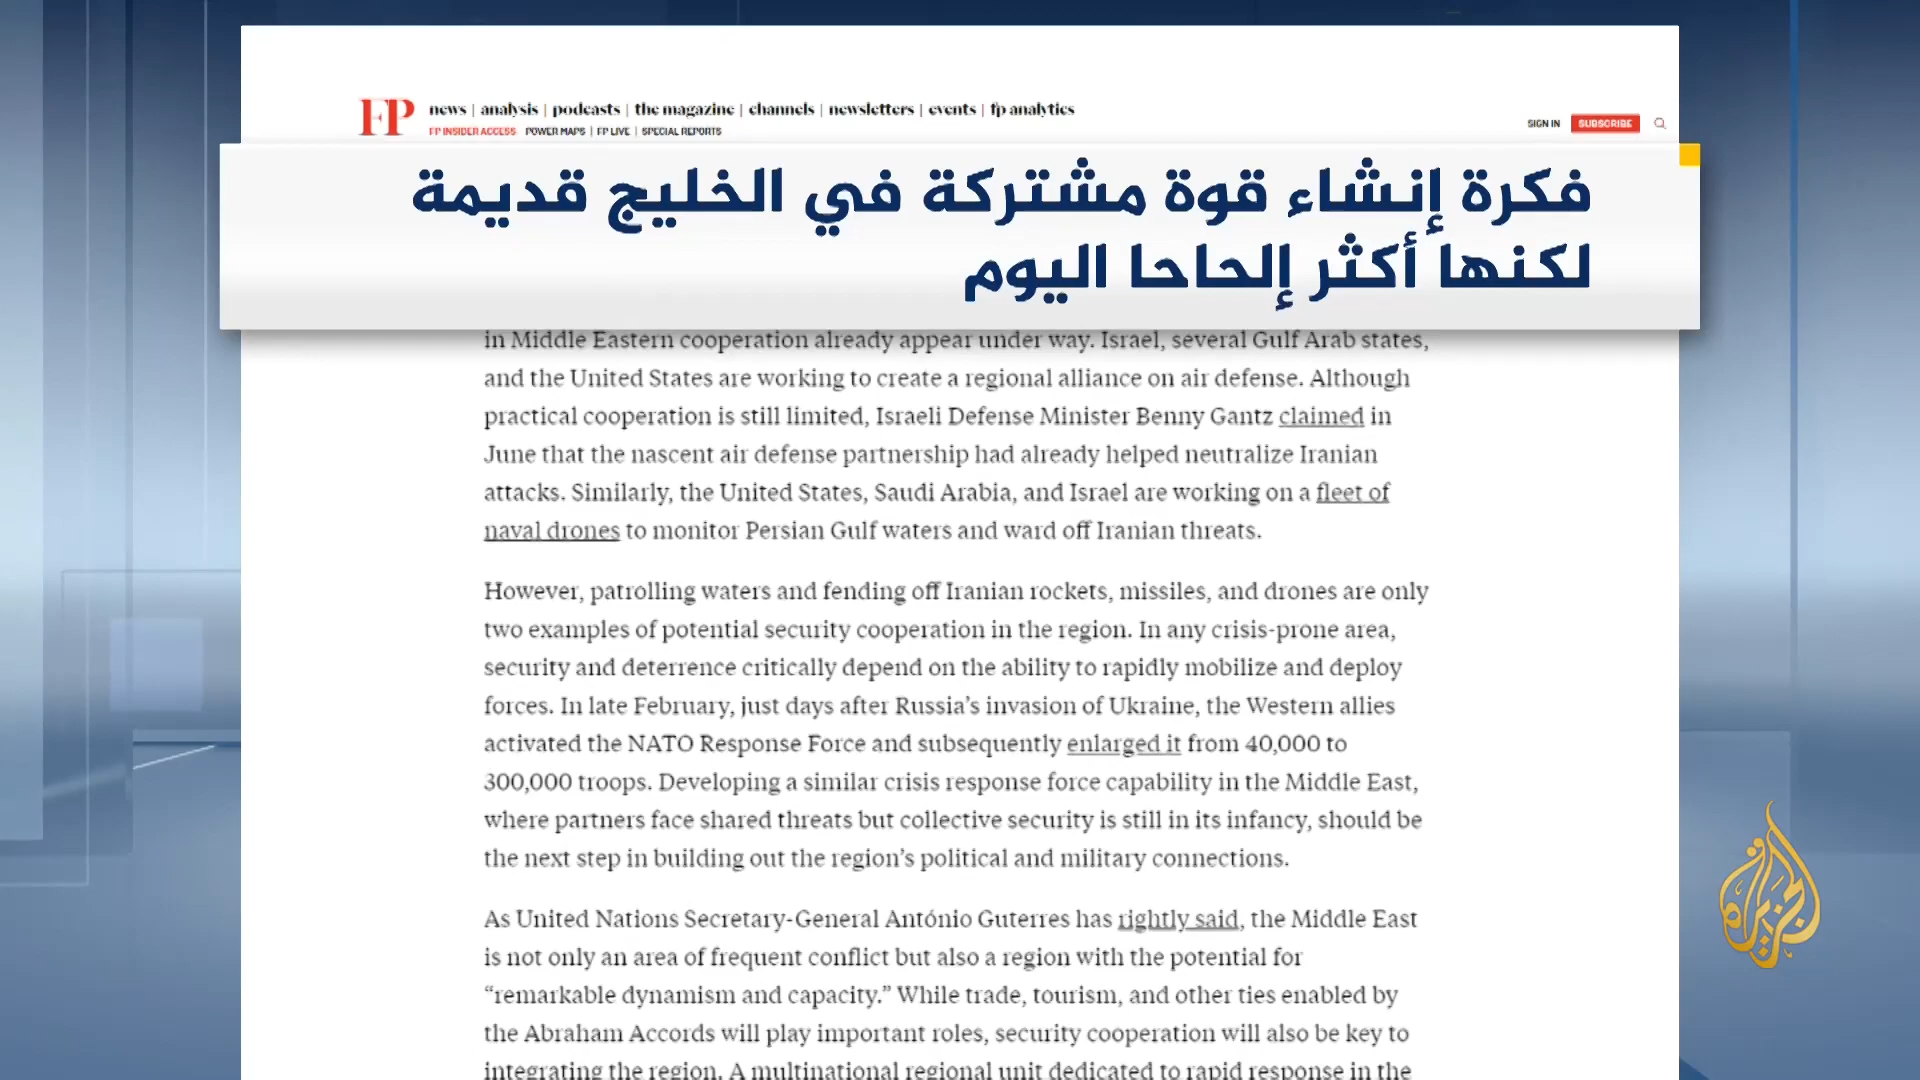 FP
news | analysis | podcasts | the magazine | channels | newsletters | events | fp analytics
FP INSIDER ACCESS POWER MAPS | FP LIVE | SPECIAL REPORTS
SIGN IN SUBSCRIBE
فكرة إنشاء قوة مشتركة في الخليج قديمة
لكنها أكثر إلحاحا اليوم
in Middle Eastern cooperation already appear under way. Israel, several Gulf Arab states,
and the United States are working to create a regional alliance on air defense. Although
practical cooperation is still limited, Israeli Defense Minister Benny Gantz claimed in
June that the nascent air defense partnership had already helped neutralize Iranian
attacks. Similarly, the United States, Saudi Arabia, and Israel are working on a fleet of
naval drones to monitor Persian Gulf waters and ward off Iranian threats.
However, patrolling waters and fending off Iranian rockets, missiles, and drones are only
two examples of potential security cooperation in the region. In any crisis-prone area,
security and deterrence critically depend on the ability to rapidly mobilize and deploy
forces. In late February, just days after Russia’s invasion of Ukraine, the Western allies
activated the NATO Response Force and subsequently enlarged it from 40,000 to
300,000 troops. Developing a similar crisis response force capability in the Middle East,
where partners face shared threats but collective security is still in its infancy, should be
the next step in building out the region’s political and military connections.
As United Nations Secretary-General António Guterres has rightly said, the Middle East
is not only an area of frequent conflict but also a region with the potential for
“remarkable dynamism and capacity.” While trade, tourism, and other ties enabled by
the Abraham Accords will play important roles, security cooperation will also be key to
integrating the region. A multinational regional unit dedicated to rapid response in the
الجزيرة